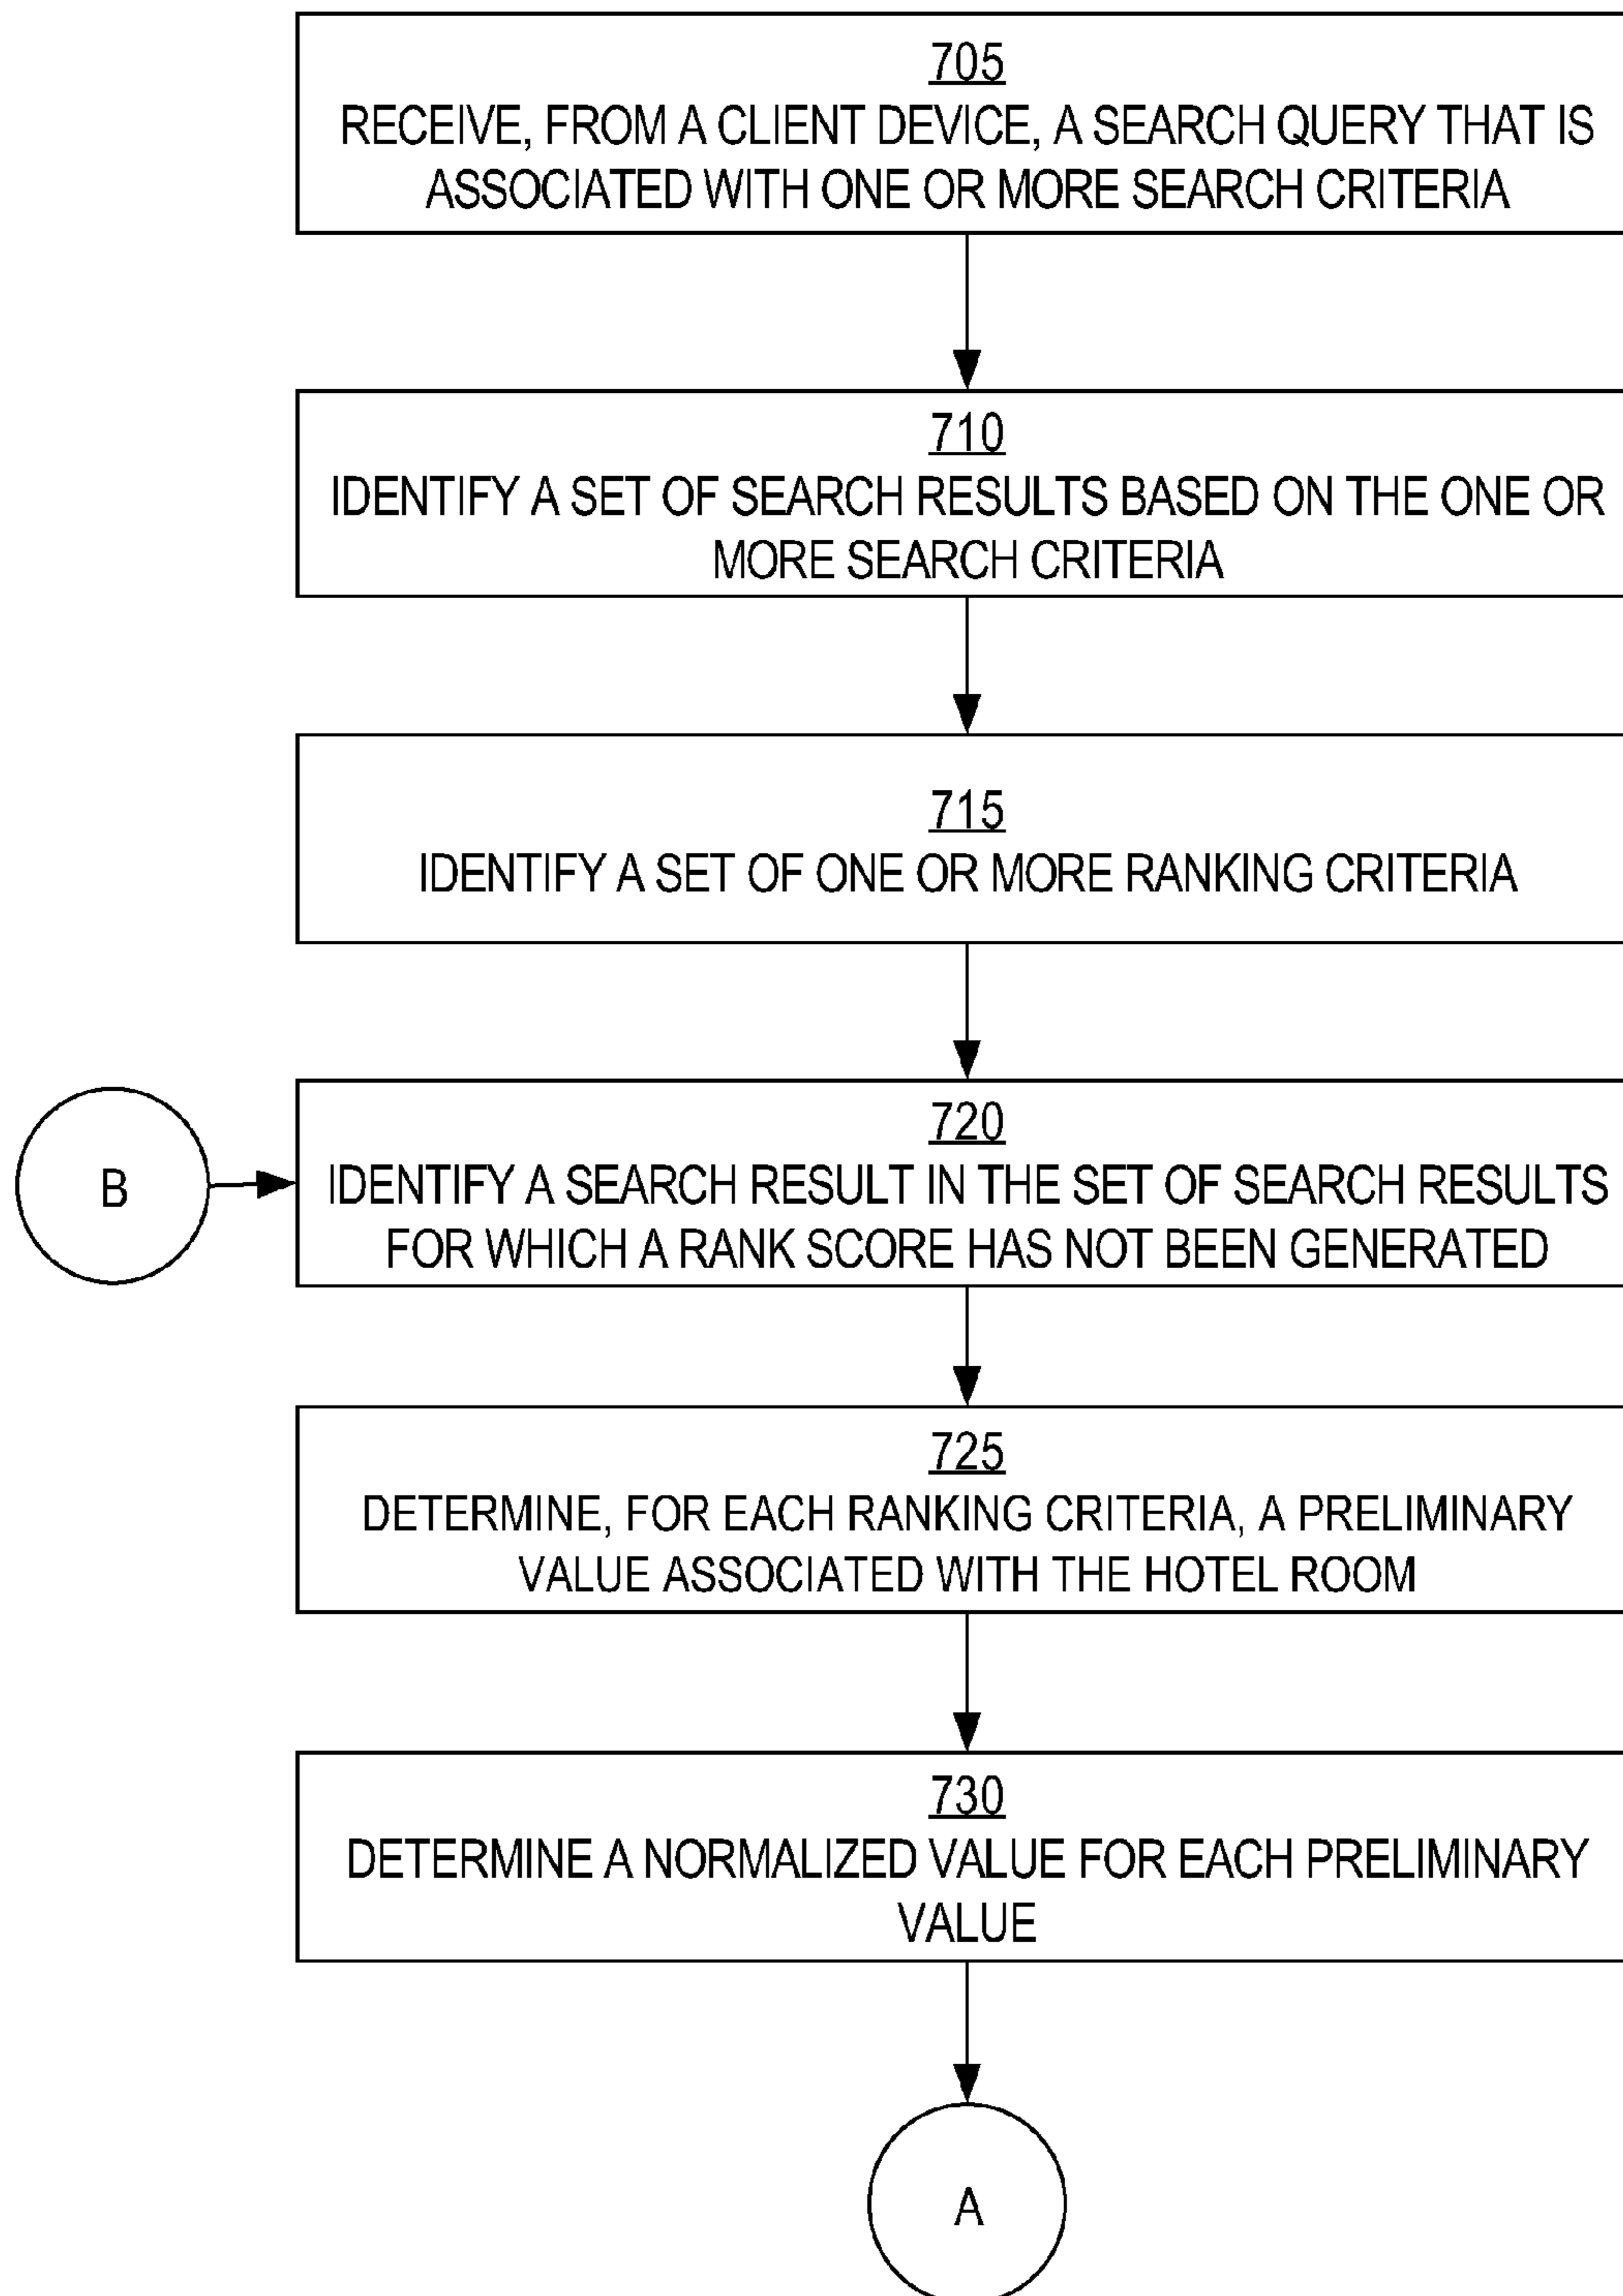 705
RECEIVE, FROM A CLIENT DEVICE, A SEARCH QUERY THAT IS
ASSOCIATED WITH ONE OR MORE SEARCH CRITERIA
710
IDENTIFY A SET OF SEARCH RESULTS BASED ON THE ONE OR
MORE SEARCH CRITERIA
715
IDENTIFY A SET OF ONE OR MORE RANKING CRITERIA
B
720
IDENTIFY A SEARCH RESULT IN THE SET OF SEARCH RESULTS
FOR WHICH A RANK SCORE HAS NOT BEEN GENERATED
725
DETERMINE, FOR EACH RANKING CRITERIA, A PRELIMINARY
VALUE ASSOCIATED WITH THE HOTEL ROOM
730
DETERMINE A NORMALIZED VALUE FOR EACH PRELIMINARY
VALUE
A